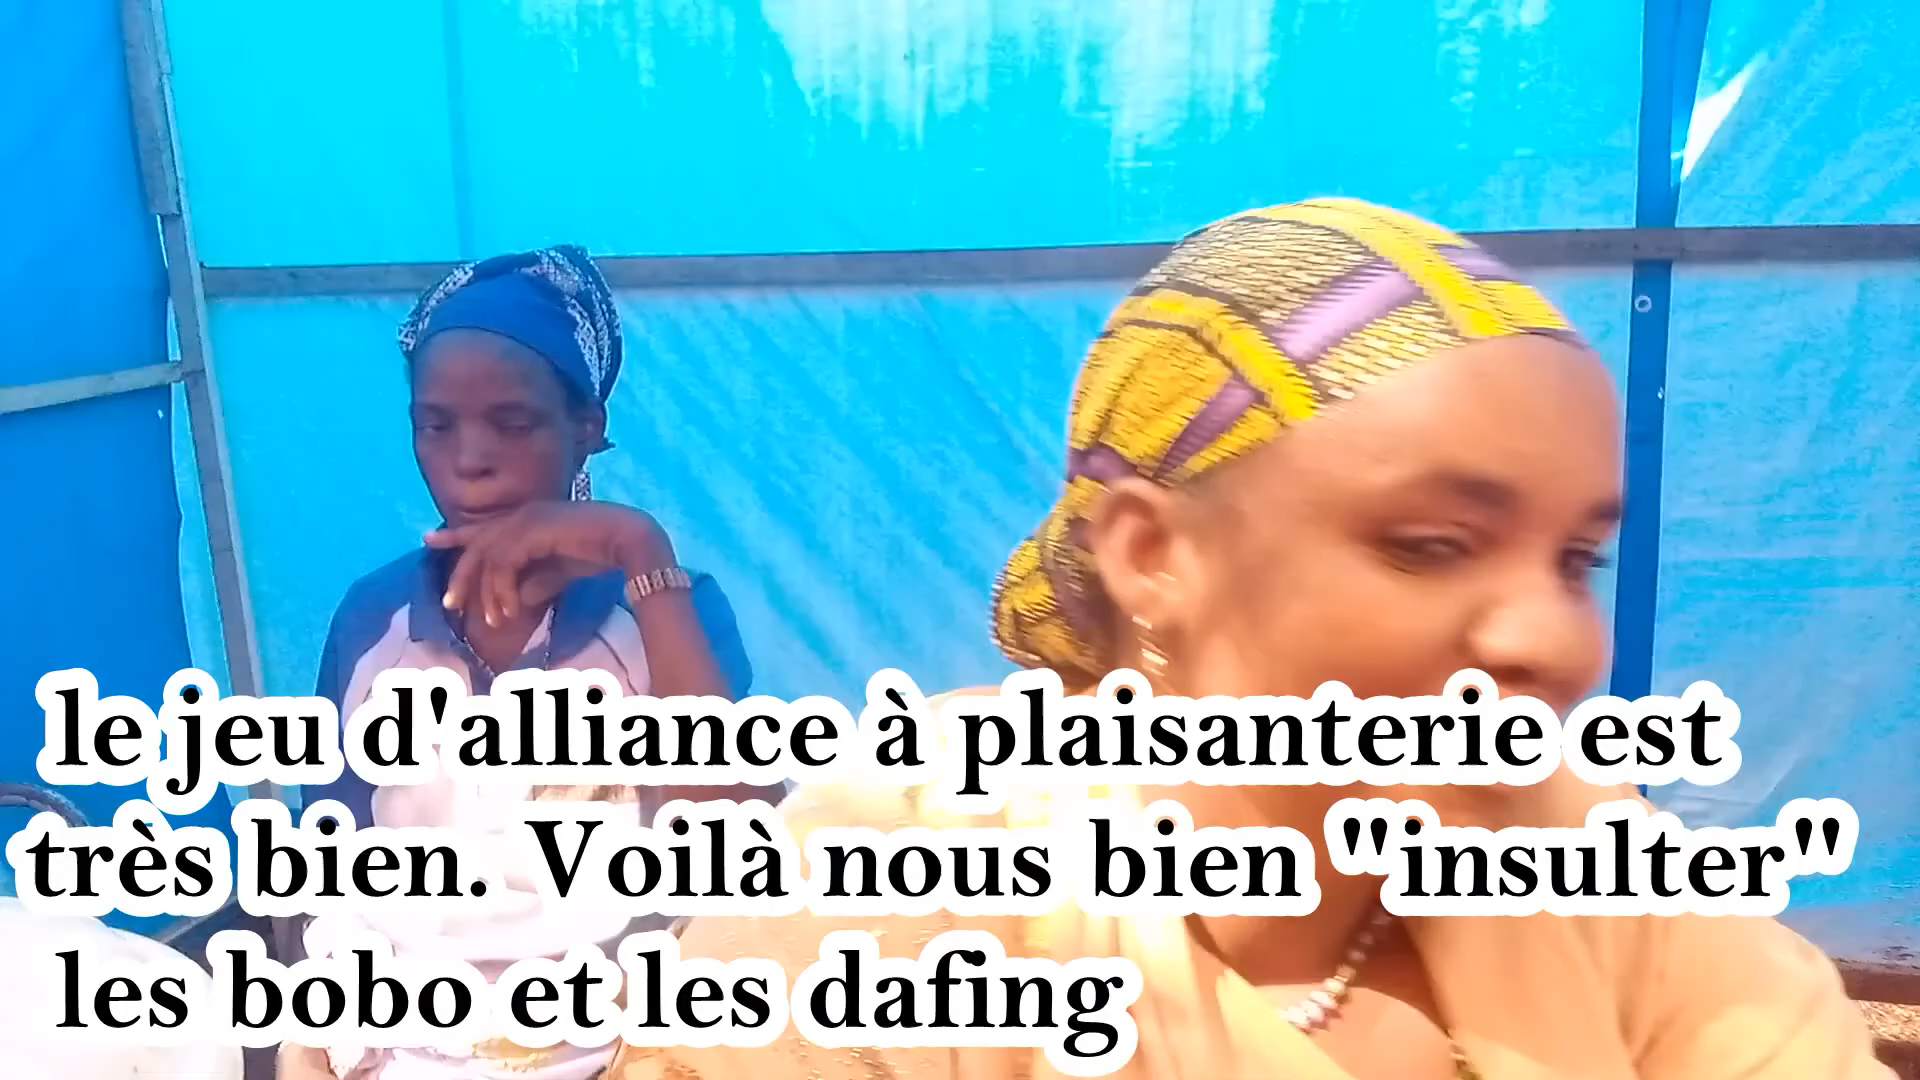 le jeu d'alliance à plaisanterie est
très bien. Voilà nous bien "insulter"
les bobo et les dafing